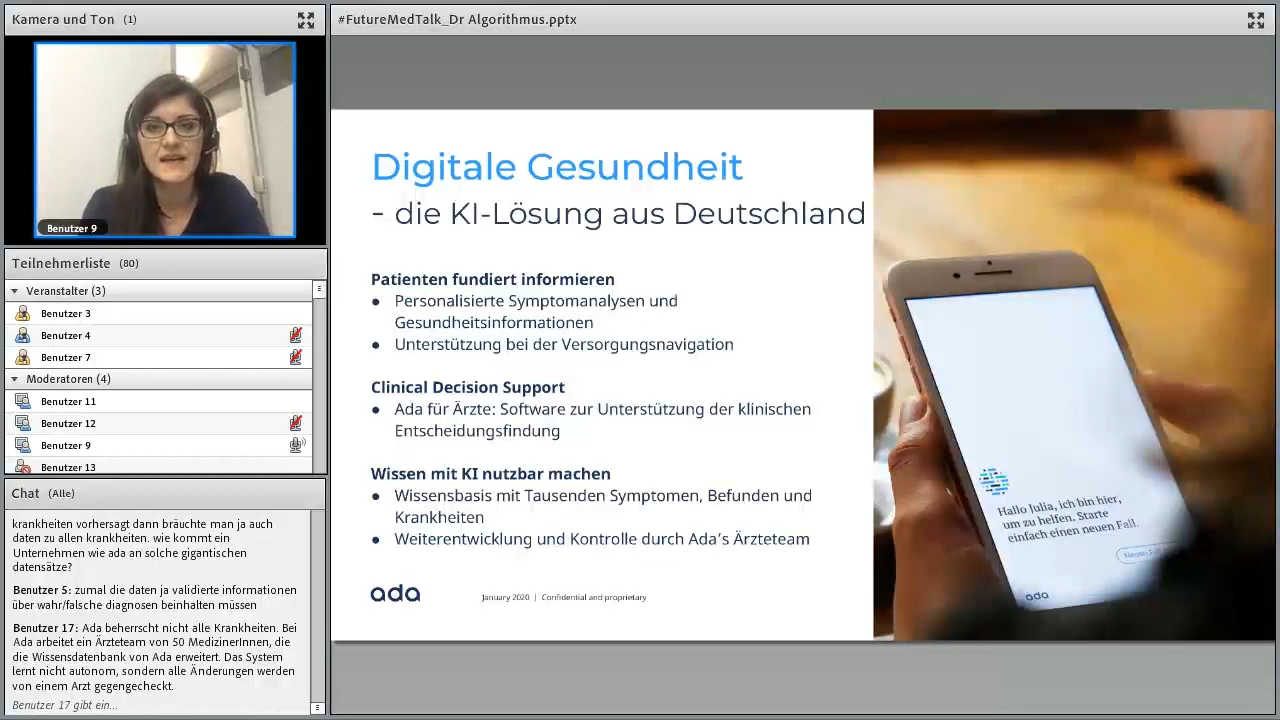 Kamera und Ton (1)
Benutzer 9
Teilnehmerliste (80)
Veranstalter (3)
Benutzer 3
Benutzer 4
Benutzer 7
Moderatoren (4)
Benutzer 11
Benutzer 12
Benutzer 9
Benutzer 13
Chat (Alle)
krankheiten vorhersagt dann bräuchte man ja auch
daten zu allen krankheiten. wie kommt ein
Unternehmen wie ada an solche gigantischen
datensätze?
Benutzer 5: zumal die daten ja validierte informationen
über wahr/falsche diagnosen beinhalten müssen
Benutzer 17: Ada beherrscht nicht alle Krankheiten. Bei
Ada arbeitet ein Ärzteteam von 50 MedizinerInnen, die
die Wissensdatenbank von Ada erweitert. Das System
lernt nicht autonom, sondern alle Änderungen werden
von einem Arzt gegengecheckt.
Benutzer 17 gibt ein...
#FutureMedTalk_Dr Algorithmus.pptx
Digitale Gesundheit
- die KI-Lösung aus Deutschland
Patienten fundiert informieren
● Personalisierte Symptomanalysen und
Gesundheitsinformationen
● Unterstützung bei der Versorgungsnavigation
Clinical Decision Support
● Ada für Ärzte: Software zur Unterstützung der klinischen
Entscheidungsfindung
Wissen mit KI nutzbar machen
● Wissensbasis mit Tausenden Symptomen, Befunden und
Krankheiten
● Weiterentwicklung und Kontrolle durch Ada's Ärzteteam
ada
January 2020 | Confidential and proprietary
Hallo Julia, ich bin hier,
um zu helfen. Starte
einfach einen neuen Fall.
Neuen
ada